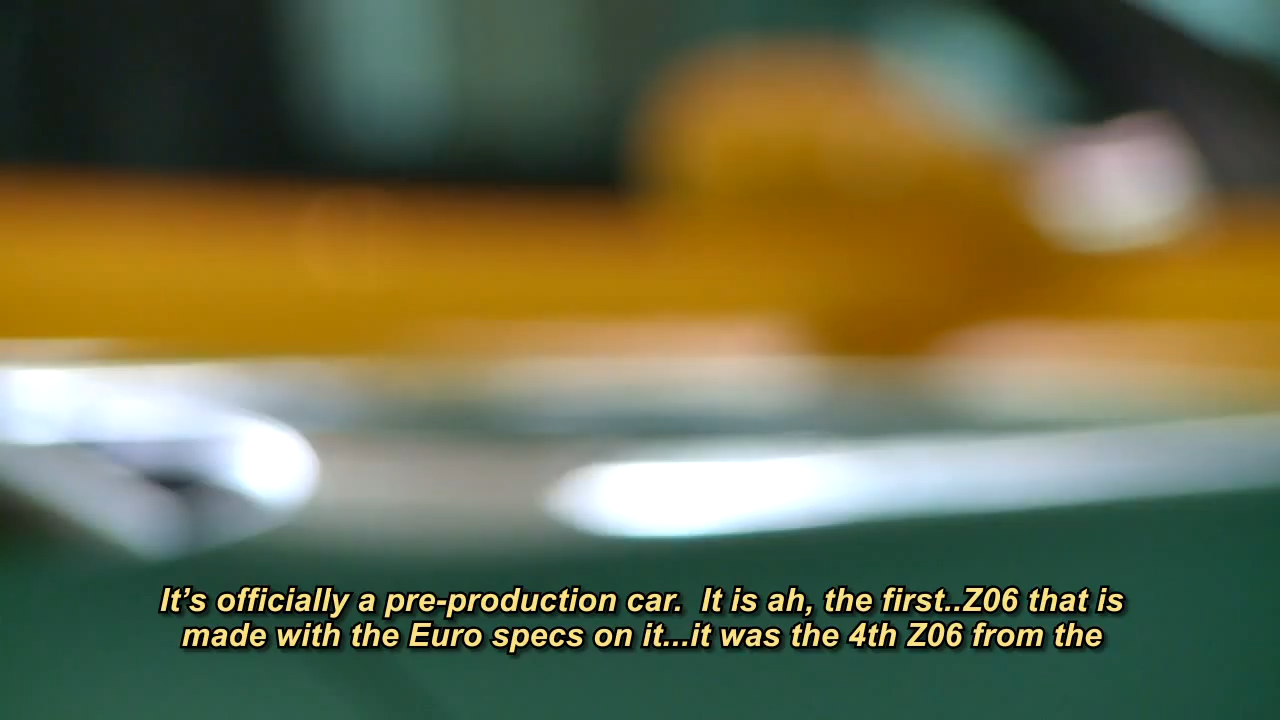 It’s officially a pre-production car.  It is ah, the first..Z06 that is
made with the Euro specs on it...it was the 4th Z06 from the